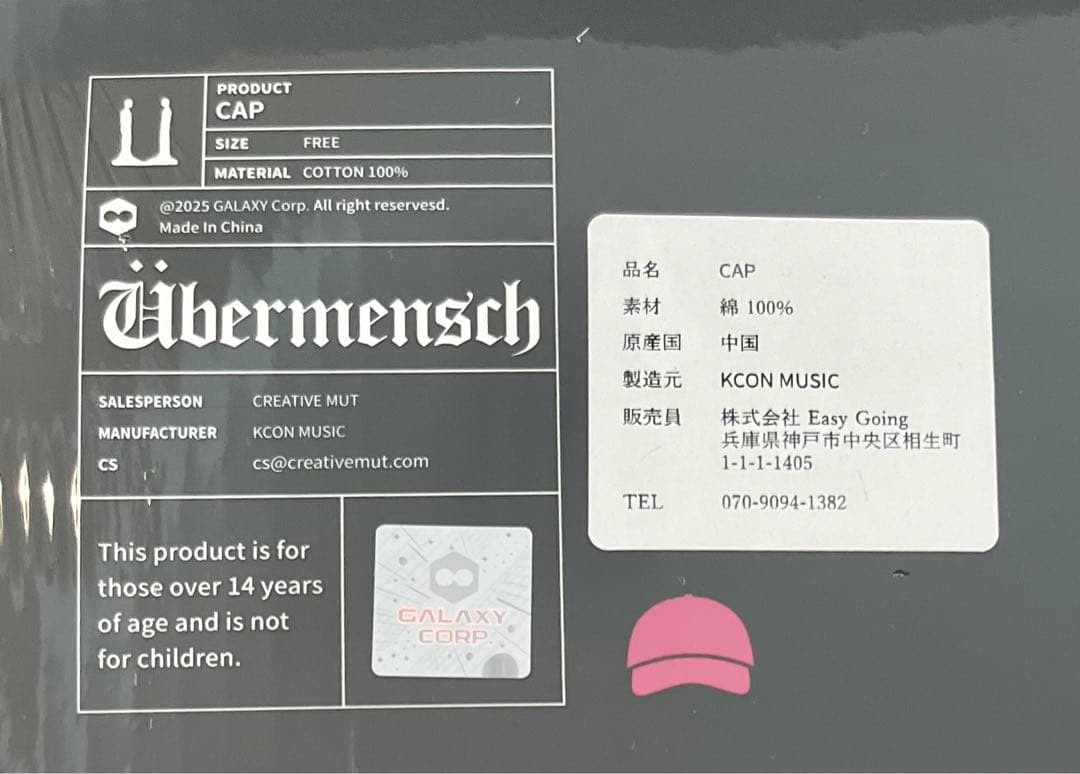 PRODUCT
CAP
SIZE FREE
MATERIAL COTTON 100%
@2025 GALAXY Corp. All right reservesd.
Made In China
Übermensch
SALESPERSON CREATIVE MUT
MANUFACTURER KCON MUSIC
CS cs@creativemut.com
This product is for
those over 14 years
of age and is not
for children.
GALAXY
CORP.
品名 CAP
素材 綿 100%
原産国 中国
製造元 KCON MUSIC
販売員 株式会社 Easy Going
兵庫県神戸市中央区相生町
1-1-1-1405
TEL 070-9094-1382